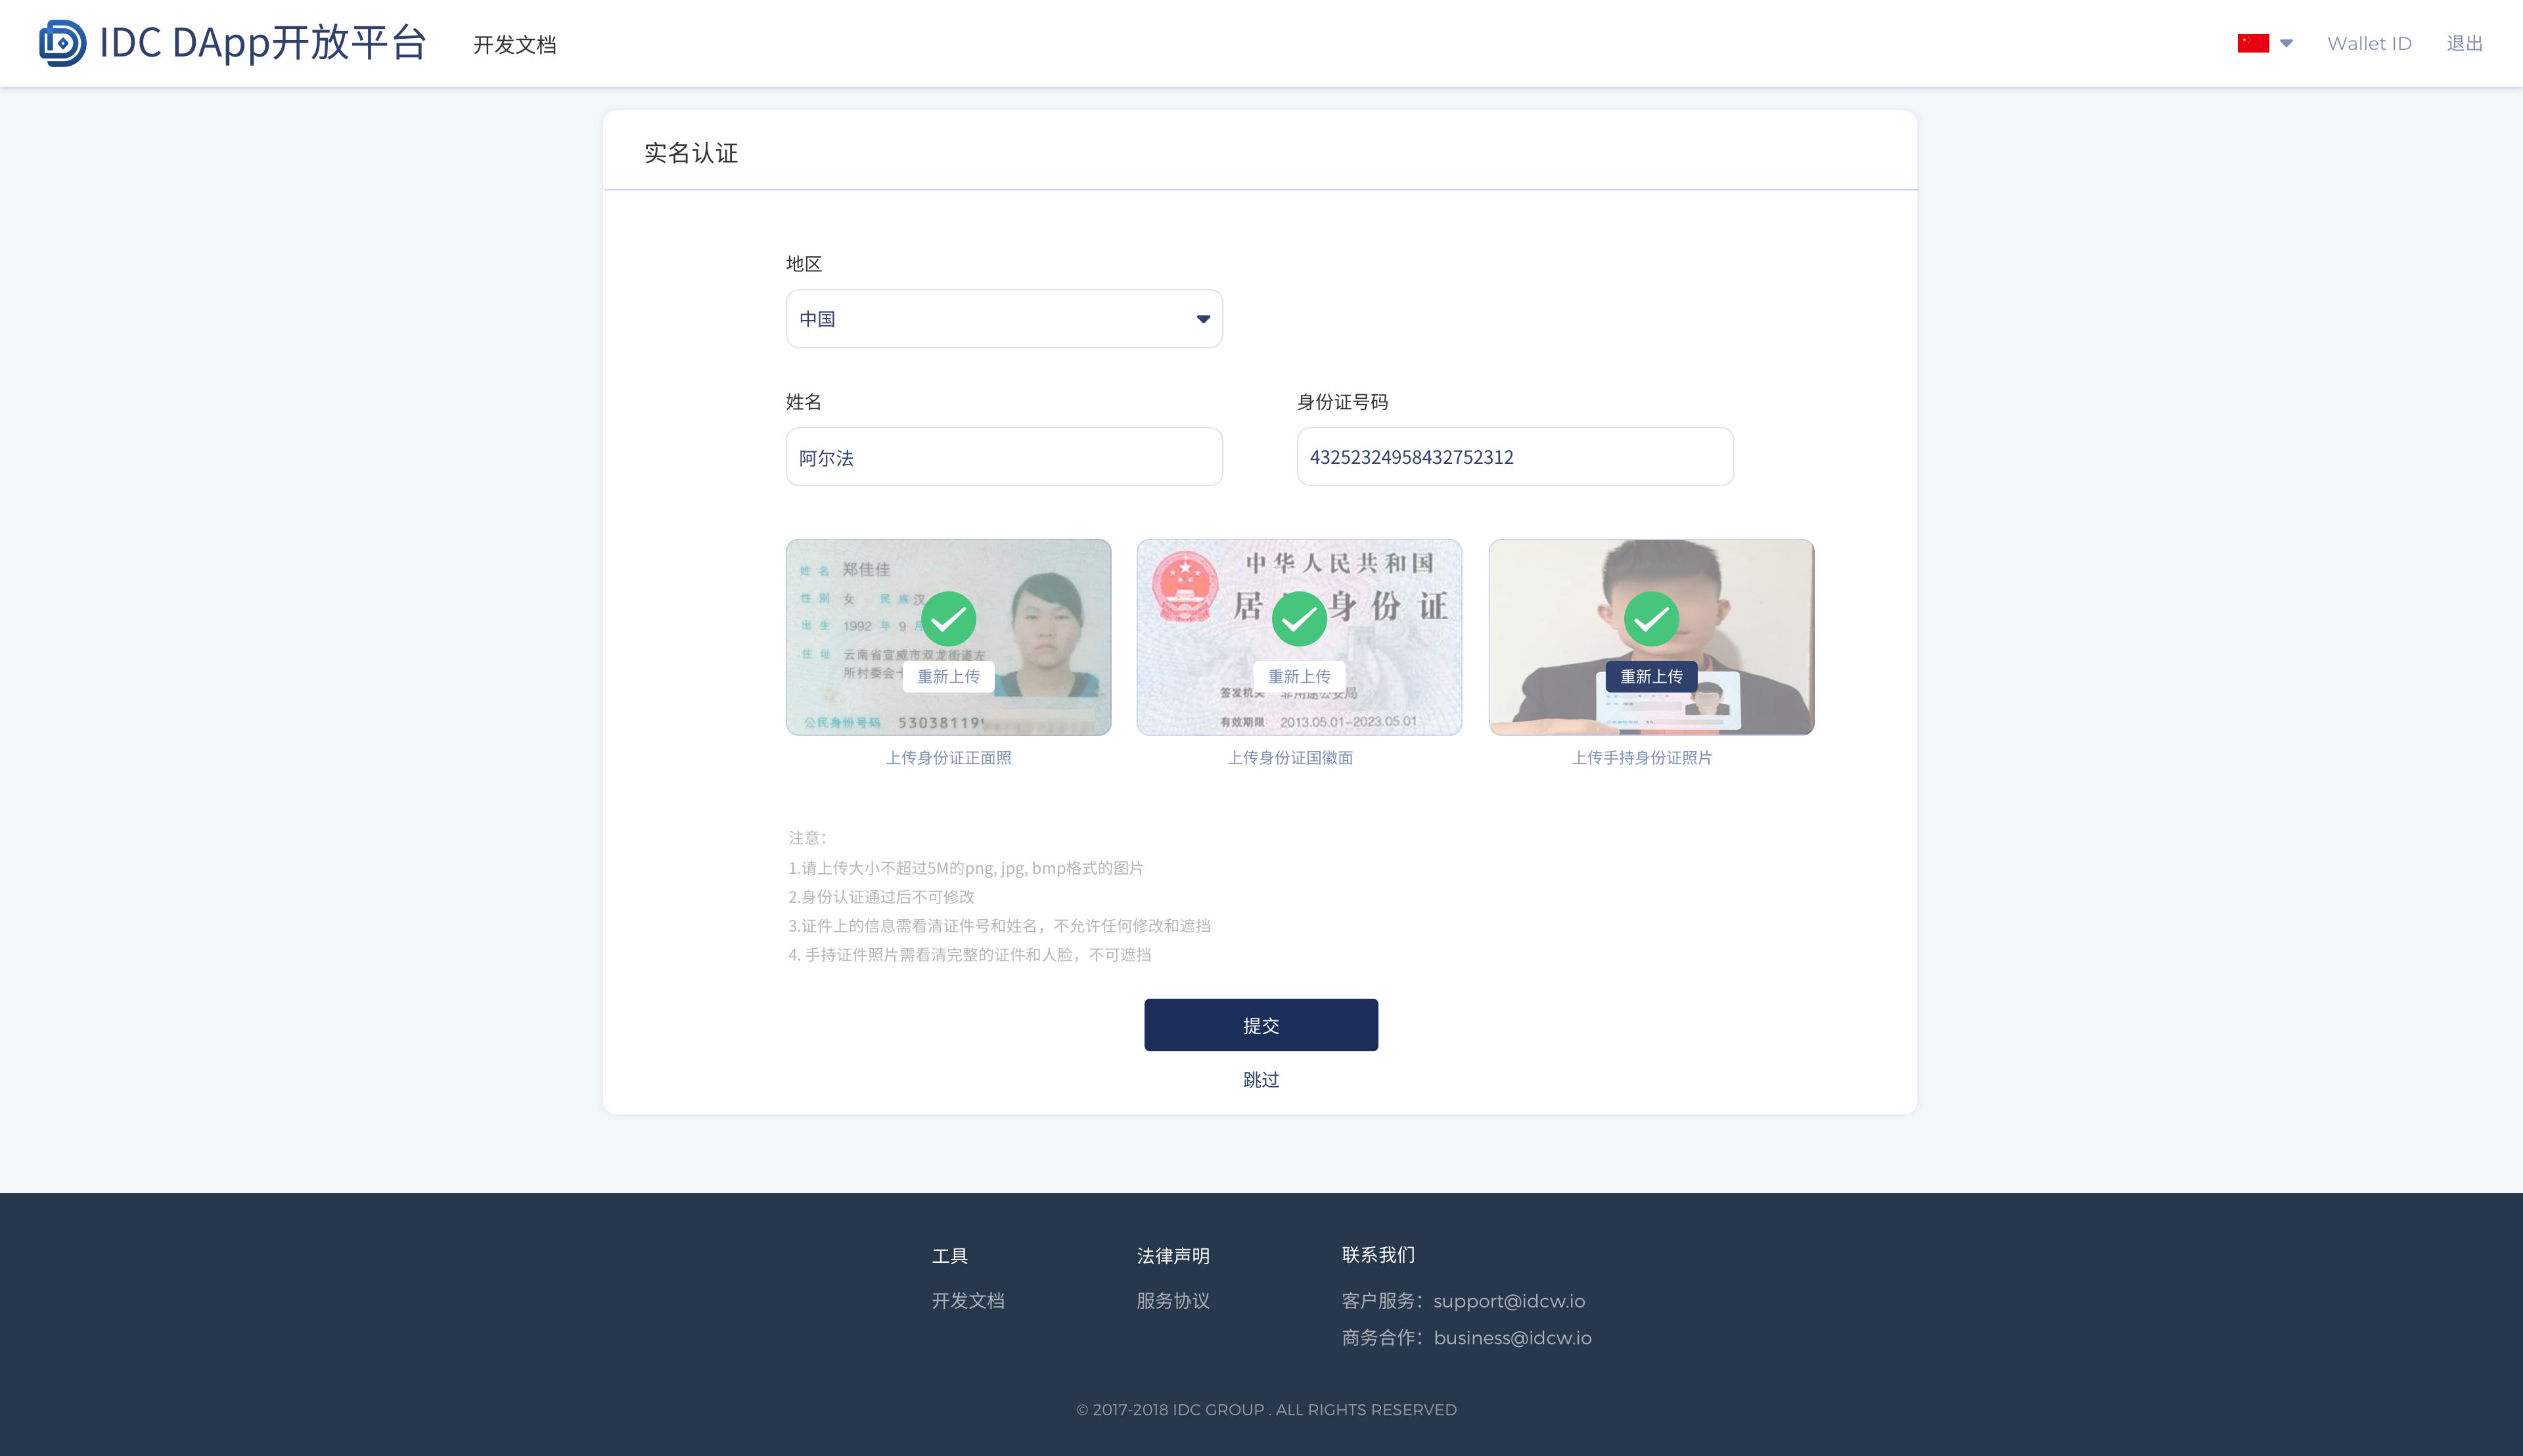 IDC DApp开放平台 开发文档 Wallet ID 退出
实名认证
地区
中国
姓名 身份证号码
阿尔法 43252324958432752312
姓 名 郑佳佳
性 别 女 民 族 汉
出 生 1992 年 9 月
住 址 云南省宣威市双龙街道左
所村委会
重新上传
公民身份号码 53038119
中华人民共和国
居 身份证
重新上传
签发机关
有效期限 2013.05.01-2023.05.01
重新上传
上传身份证正面照 上传身份证国徽面 上传手持身份证照片
注意：
1.请上传大小不超过5M的png, jpg, bmp格式的图片
2.身份认证通过后不可修改
3.证件上的信息需看清证件号和姓名，不允许任何修改和遮挡
4. 手持证件照片需看清完整的证件和人脸，不可遮挡
提交
跳过
工具 法律声明 联系我们
开发文档 服务协议 客户服务：support@idcw.io
商务合作：business@idcw.io
© 2017-2018 IDC GROUP . ALL RIGHTS RESERVED